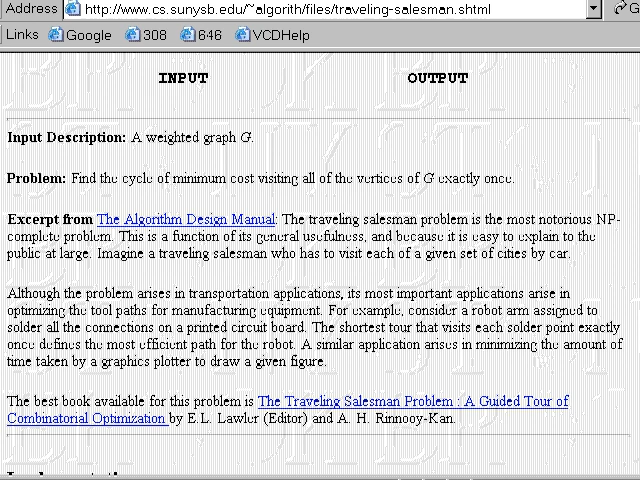 Address http://www.cs.sunysb.edu/~algorith/files/traveling-salesman.shtml G
Links Google 308 646 VCDHelp
INPUT OUTPUT
Input Description: A weighted graph G.
Problem: Find the cycle of minimum cost visiting all of the vertices of G exactly once.
Excerpt from The Algorithm Design Manual: The traveling salesman problem is the most notorious NP-
complete problem. This is a function of its general usefulness, and because it is easy to explain to the
public at large. Imagine a traveling salesman who has to visit each of a given set of cities by car.
Although the problem arises in transportation applications, its most important applications arise in
optimizing the tool paths for manufacturing equipment. For example, consider a robot arm assigned to
solder all the connections on a printed circuit board. The shortest tour that visits each solder point exactly
once defines the most efficient path for the robot. A similar application arises in minimizing the amount of
time taken by a graphics plotter to draw a given figure.
The best book available for this problem is The Traveling Salesman Problem : A Guided Tour of
Combinatorial Optimization by E.L. Lawler (Editor) and A. H. Rinnooy-Kan.